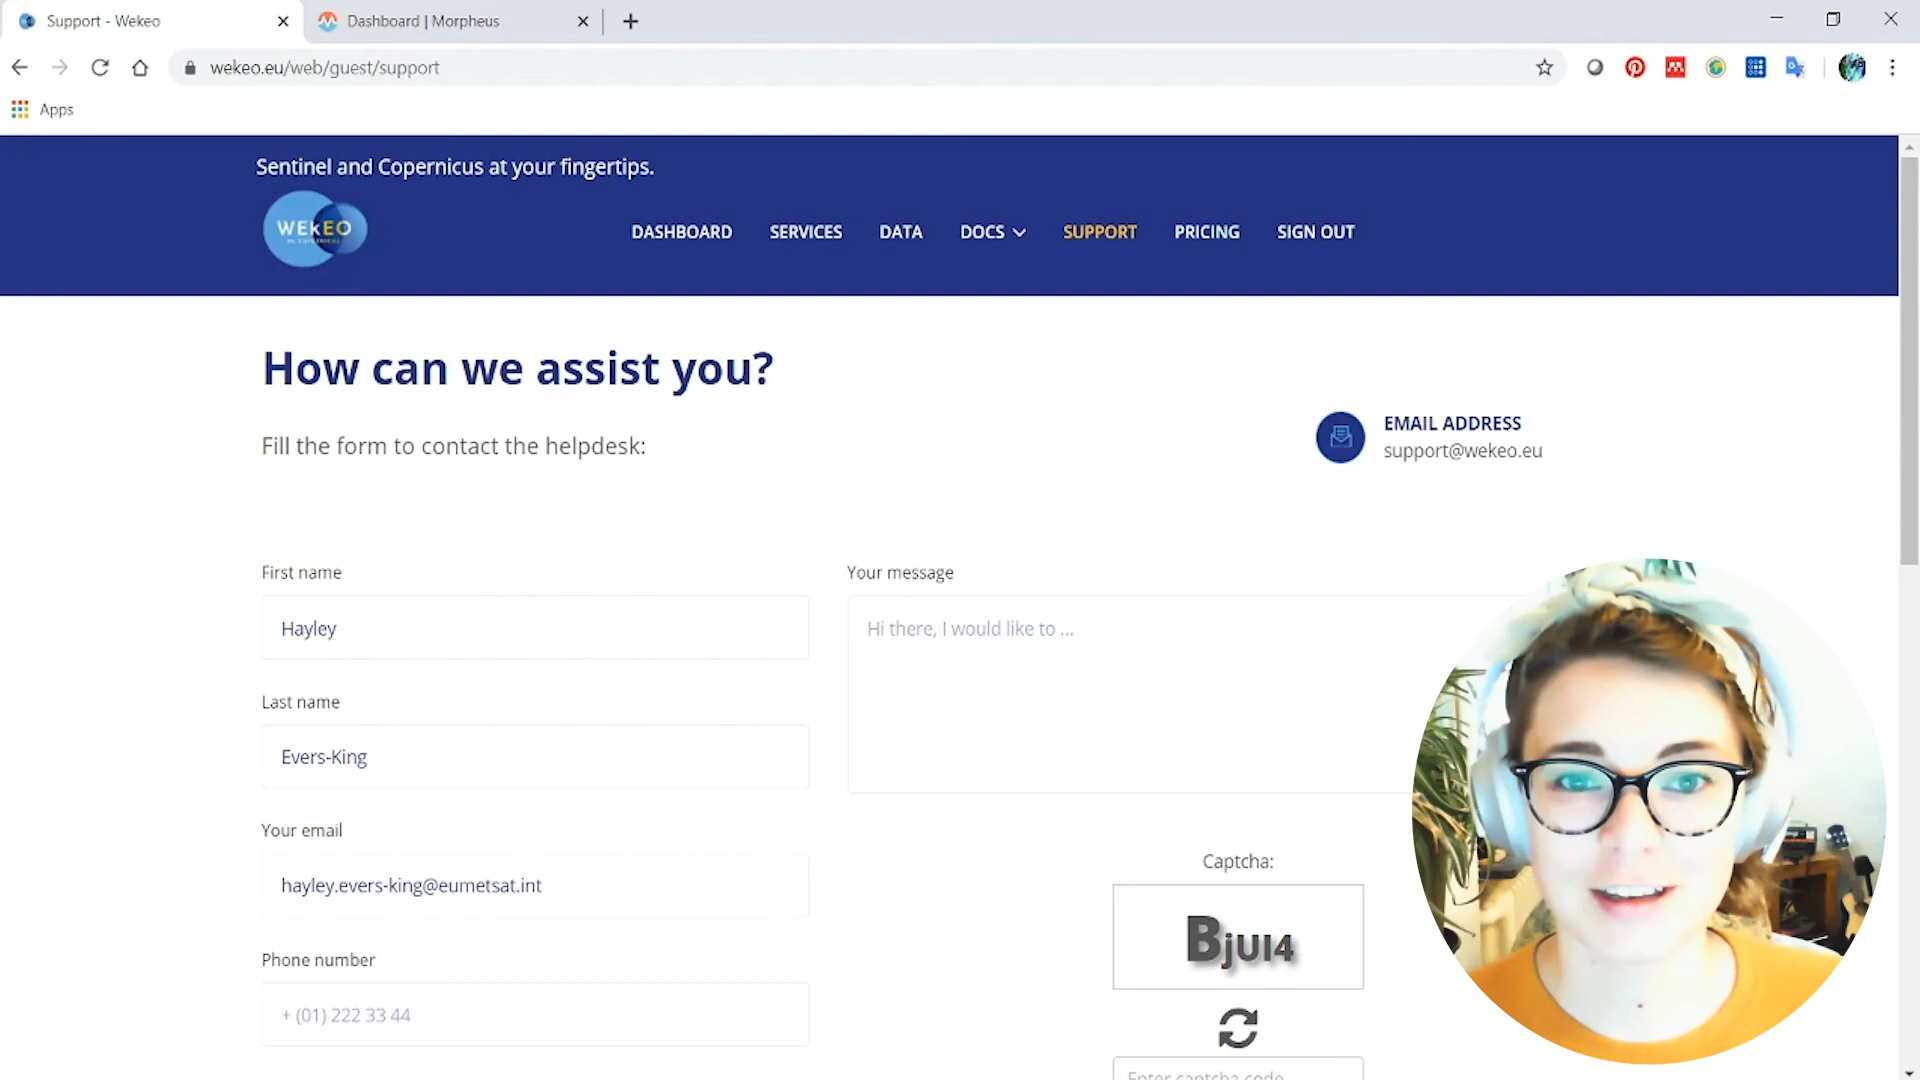 Support - Wekeo
Dashboard | Morpheus
wekeo.eu/web/guest/support
Apps
Sentinel and Copernicus at your fingertips.
WEKEO
DASHBOARD
SERVICES
DATA
DOCS
SUPPORT
PRICING
SIGN OUT
How can we assist you?
EMAIL ADDRESS
support@wekeo.eu
Fill the form to contact the helpdesk:
First name
Hayley
Last name
Evers-King
Your email
hayley.evers-king@eumetsat.int
Phone number
+ (01) 222 33 44
Your message
Hi there, I would like to ...
Captcha:
BjUI4
Enter captcha code